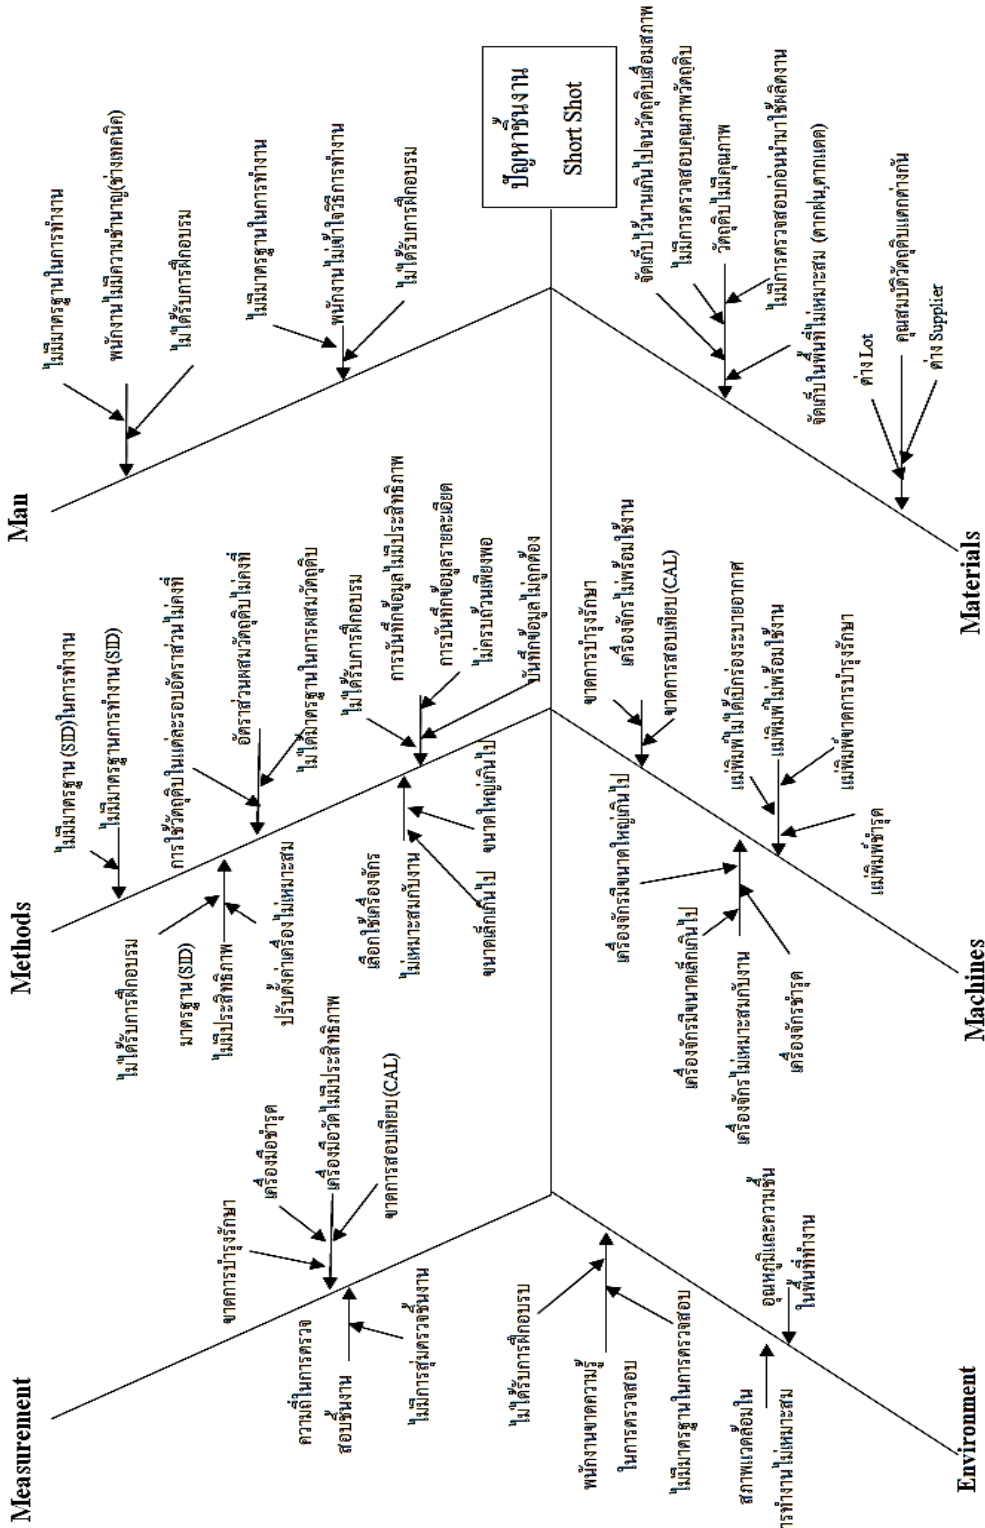 Measurement
Methods
Man
ขาดการบำรุงรักษา
เครื่องมือชำรุด
เครื่องมือวัดไม่มีประสิทธิภาพ
ขาดการสอบเทียบ(CAL)
ความถี่ในการตรวจ
สอบชิ้นงาน
ไม่มีการสุ่มตรวจชิ้นงาน
ไม่มีมาตรฐาน(SID)ในการทำงาน
ไม่มีมาตรฐานการทำงาน(SID)
การใช้วัตถุดิบในแต่ละรอบอัตราส่วนไม่คงที่
อัตราส่วนผสมวัตถุดิบไม่คงที่
ไม่ได้มาตรฐานในการผสมวัตถุดิบ
ไม่ได้รับการฝึกอบรม
การบันทึกข้อมูลไม่มีประสิทธิภาพ
การบันทึกข้อมูลรายละเอียด
ไม่ครบถ้วนเพียงพอ
บันทึกข้อมูลไม่ถูกต้อง
ไม่ได้รับการฝึกอบรม
มาตรฐาน(SID)
ไม่มีประสิทธิภาพ
ปรับตั้งค่าเครื่องไม่เหมาะสม
เลือกใช้เครื่องจักร
ไม่เหมาะสมกับงาน
ขนาดเล็กเกินไป
ขนาดใหญ่เกินไป
ไม่มีมาตรฐานในการทำงาน
พนักงานไม่มีความชำนาญ(ช่างเทคนิค)
ไม่ได้รับการฝึกอบรม
ไม่มีมาตรฐานในการทำงาน
พนักงานไม่เข้าใจวิธีการทำงาน
ไม่ได้รับการฝึกอบรม
ปัญหาชิ้นงาน
Short Shot
ไม่ได้รับการฝึกอบรบ
พนักงานขาดความรู้
ในการตรวจสอบ
ไม่มีมาตรฐานในการตรวจสอบ
อุณหภูมิและความชื้น
ในพื้นที่ทำงาน
สภาพแวดล้อมใน
การทำงานไม่เหมาะสม
เครื่องจักรมีขนาดใหญ่เกินไป
เครื่องจักรมีขนาดเล็กเกินไป
เครื่องจักรไม่เหมาะสมกับงาน
เครื่องจักรชำรุด
ขาดการบำรุงรักษา
เครื่องจักรไม่พร้อมใช้งาน
ขาดการสอบเทียบ(CAL)
แม่พิมพ์ไม่ได้เบิกร่องระบายอากาศ
แม่พิมพ์ไม่พร้อมใช้งาน
แม่พิมพ์ขาดการบำรุงรักษา
แม่พิมพ์ชำรุด
จัดเก็บไว้นานเกินไปจนวัตถุดิบเสื่อมสภาพ
ไม่มีการตรวจสอบคุณภาพวัตถุดิบ
วัตถุดิบไม่มีคุณภาพ
ไม่มีการตรวจสอบก่อนนำมาใช้ผลิตงาน
จัดเก็บในพื้นที่ไม่เหมาะสม (ตากฝน,ตากแดด)
ต่าง Lot
คุณสมบัติวัตถุดิบแตกต่างกัน
ต่าง Supplier
Environment
Machines
Materials